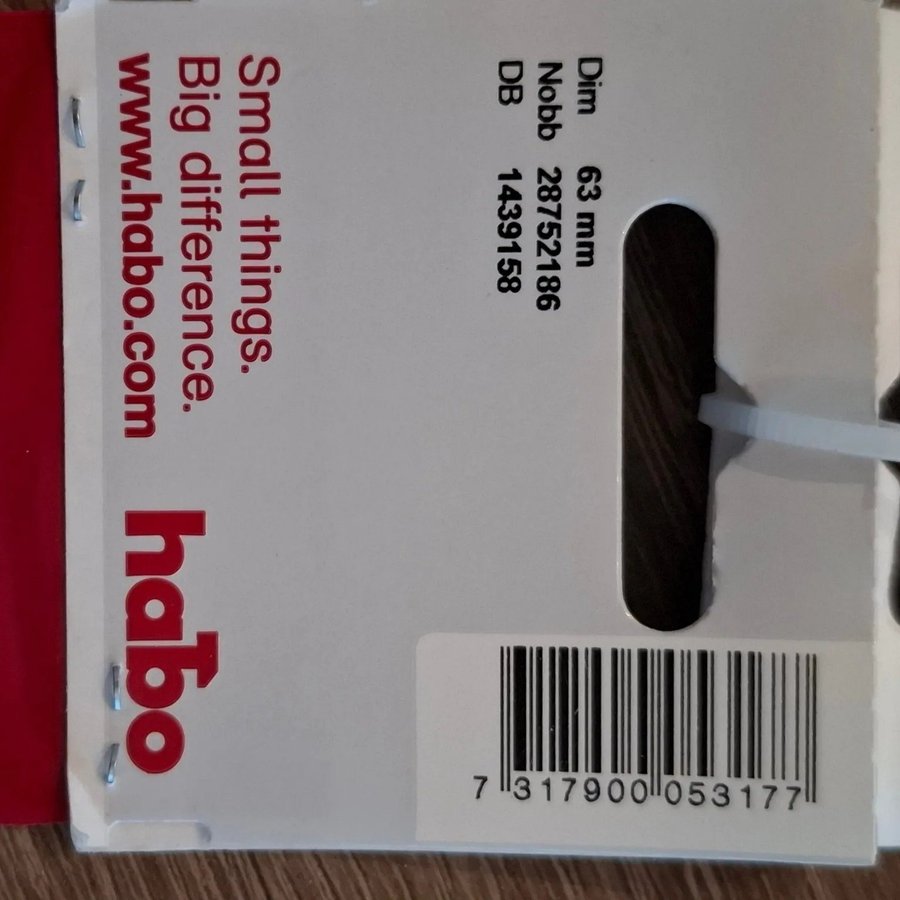 Dim 63 mm
Nobb 28752186
DB 1439158
Small things.
Big difference.
www.habo.com
habo
7 317900 053177